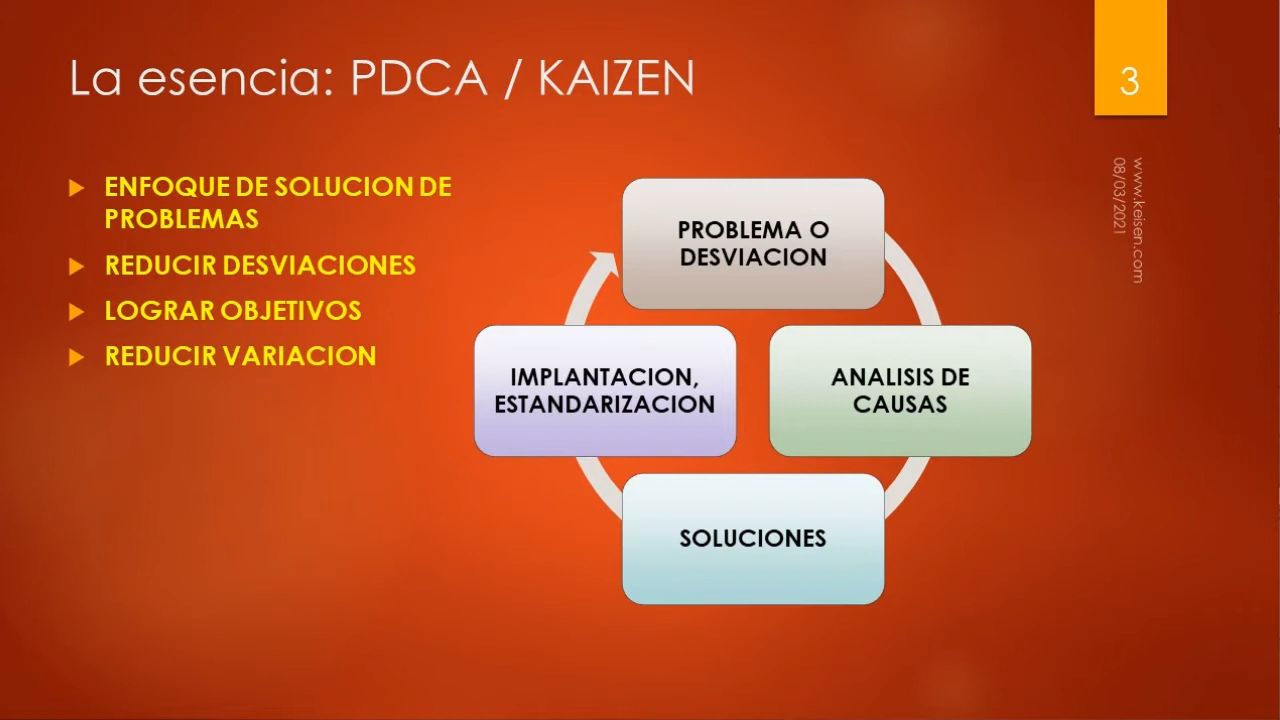 La esencia: PDCA / KAIZEN
3
www.keisen.com
08/03/2021
ENFOQUE DE SOLUCION DE
PROBLEMAS
REDUCIR DESVIACIONES
LOGRAR OBJETIVOS
REDUCIR VARIACION
PROBLEMA O
DESVIACION
ANALISIS DE
CAUSAS
SOLUCIONES
IMPLANTACION,
ESTANDARIZACION